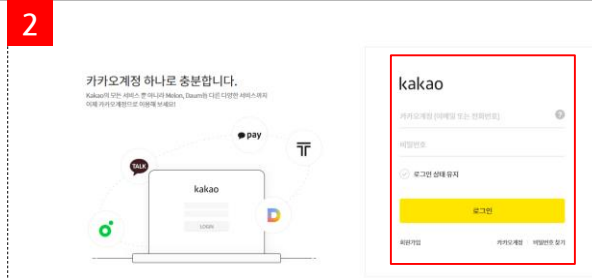 2
카카오계정 하나로 충분합니다.
Kakao의 모든 서비스 뿐 아니라 Melon, Daum등 다른 다양한 서비스까지
이제 카카오계정으로 이용해 보세요!
pay
TALK
kakao
LOGIN
kakao
카카오계정 (이메일 또는 전화번호)
?
비밀번호
로그인 상태 유지
로그인
회원가입 카카오계정 | 비밀번호 찾기